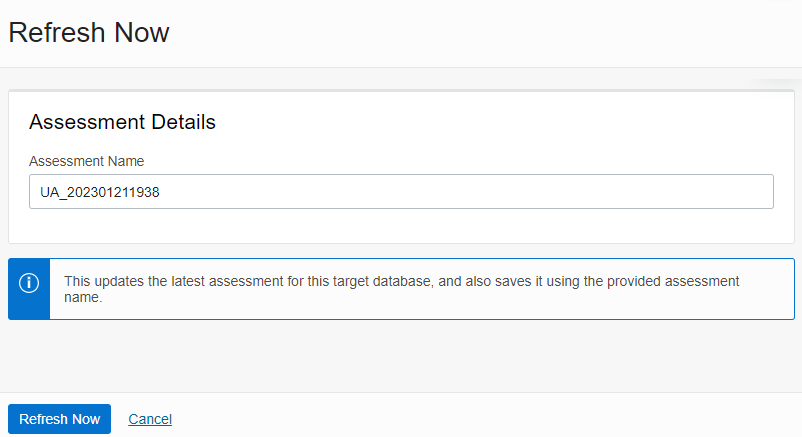 Refresh Now
Assessment Details
Assessment Name
UA_202301211938
This updates the latest assessment for this target database, and also saves it using the provided assessment
name.
Refresh Now Cancel